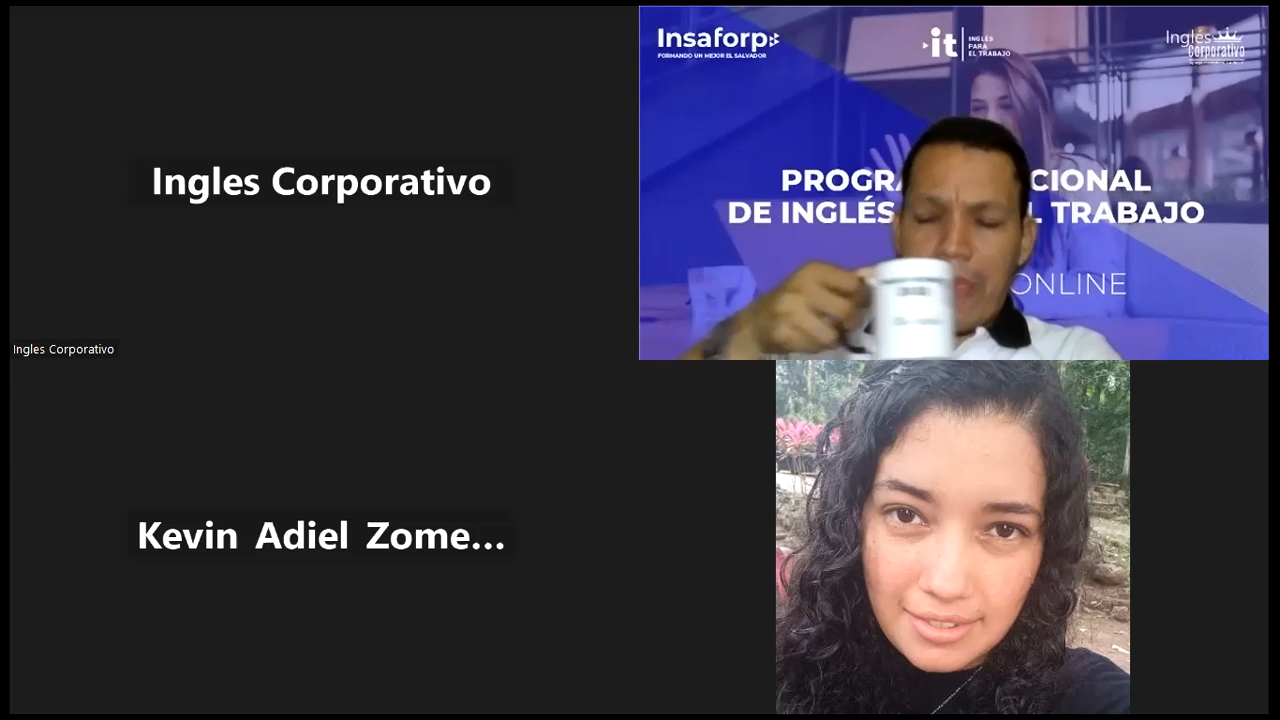 Ingles Corporativo
Ingles Corporativo
Insaforp
FORMANDO UN MEJOR EL SALVADOR
it
INGLÉS
PARA
EL TRABAJO
Inglés
Corporativo
PROGRA CIONAL
DE INGLÉS L TRABAJO
ONLINE
Kevin Adiel Zome...